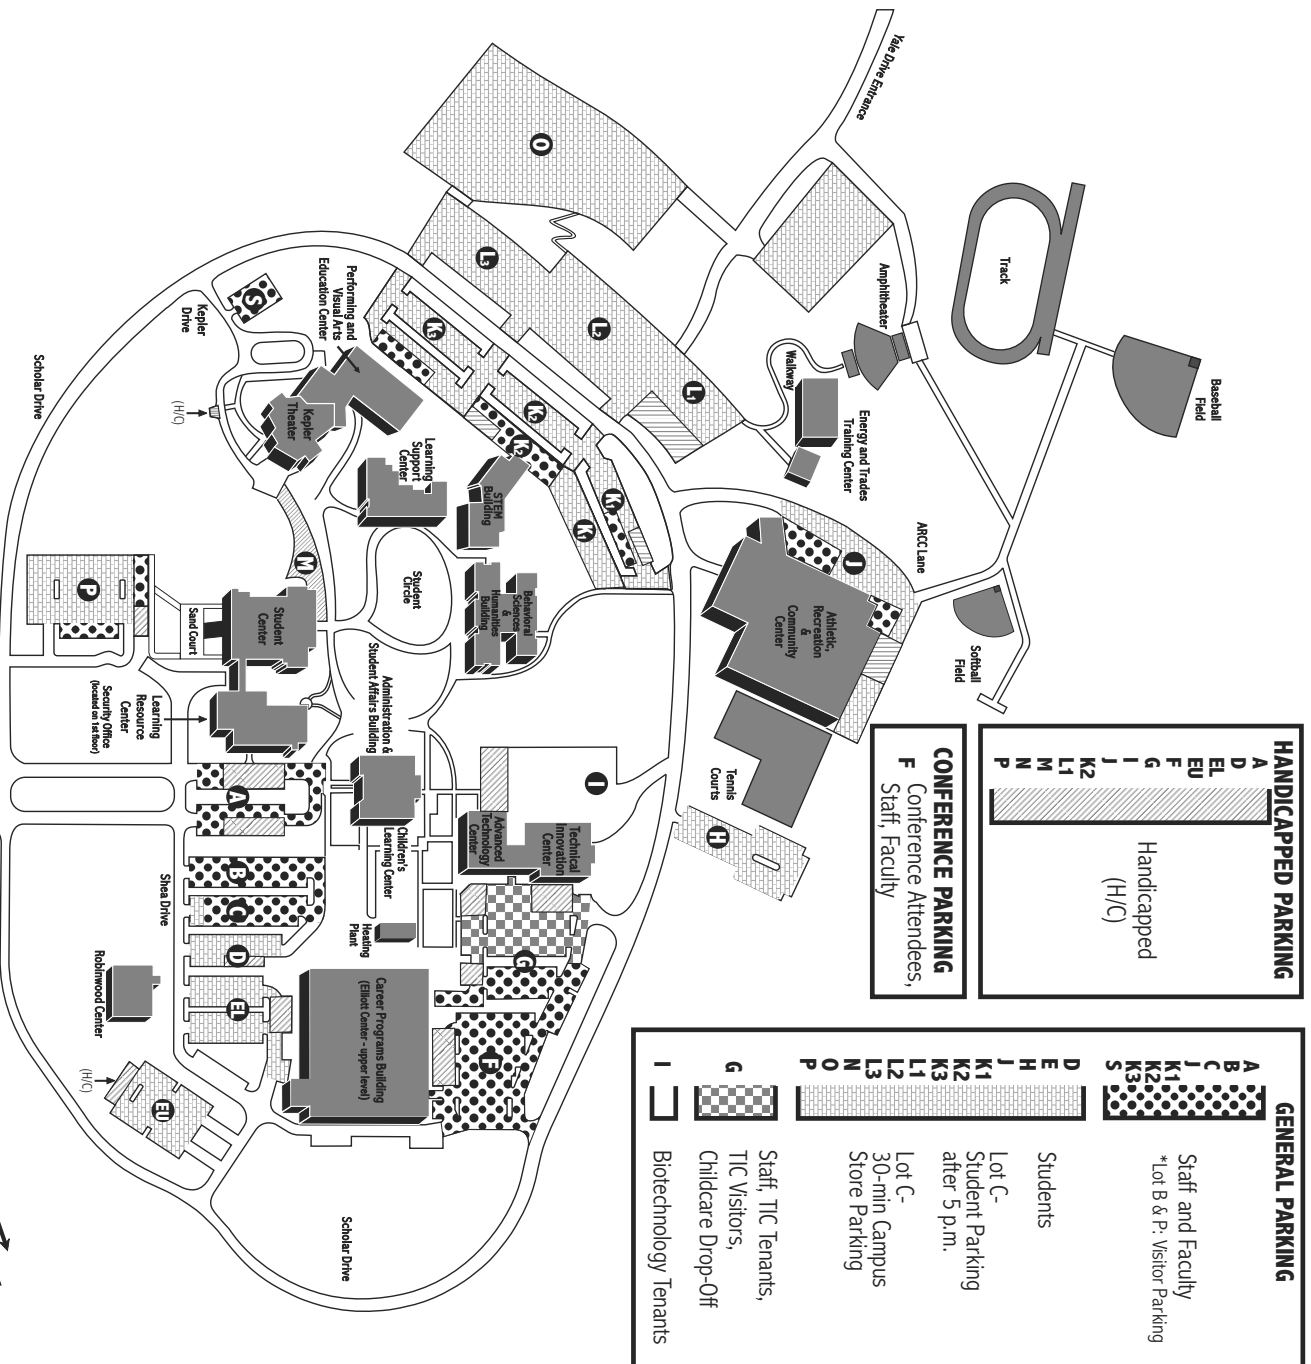 Yale Drive Entrance
Track
Baseball
Field
Amphitheater
Walkway
Energy and Trades
Training Center
ARCC Lane
Softball
Field
O
L3
L2
L1
Performing and
Visual Arts
Education Center
S
Kepler
Drive
Scholar Drive
(H/C)
Kepler
Theater
K3
K2
K2
K1
K1
Learning
Support
Center
STEM
Building
J
Athletic,
Recreation
&
Community
Center
M
Student
Circle
Behavioral
Sciences
&
Humanities
Building
P
Sand Court
Student
Center
Administration &
Student Affairs Building
Learning
Resource
Center
Security Office
(located on 1st floor)
I
Tennis
Courts
H
A
B
C
D
EL
Shea Drive
Children's
Learning Center
Advanced
Technology
Center
Technical
Innovation
Center
Heating
Plant
G
F
Robinwood Center
Career Programs Building
(Elliott Center - upper level)
(H/C)
EU
Scholar Drive
HANDICAPPED PARKING
A
D
EL
EU
F
G
I
J
K2
L1
M
N
P
Handicapped
(H/C)
CONFERENCE PARKING
F
Conference Attendees,
Staff, Faculty
GENERAL PARKING
A
B
C
J
K1
K2
K3
S
Staff and Faculty
*Lot B & P: Visitor Parking
D
E
H
J
K1
K2
K3
L1
L2
L3
N
O
P
Students
Lot C-
Student Parking
after 5 p.m.
Lot C-
30-min Campus
Store Parking
G
Staff, TIC Tenants,
TIC Visitors,
Childcare Drop-Off
I
Biotechnology Tenants